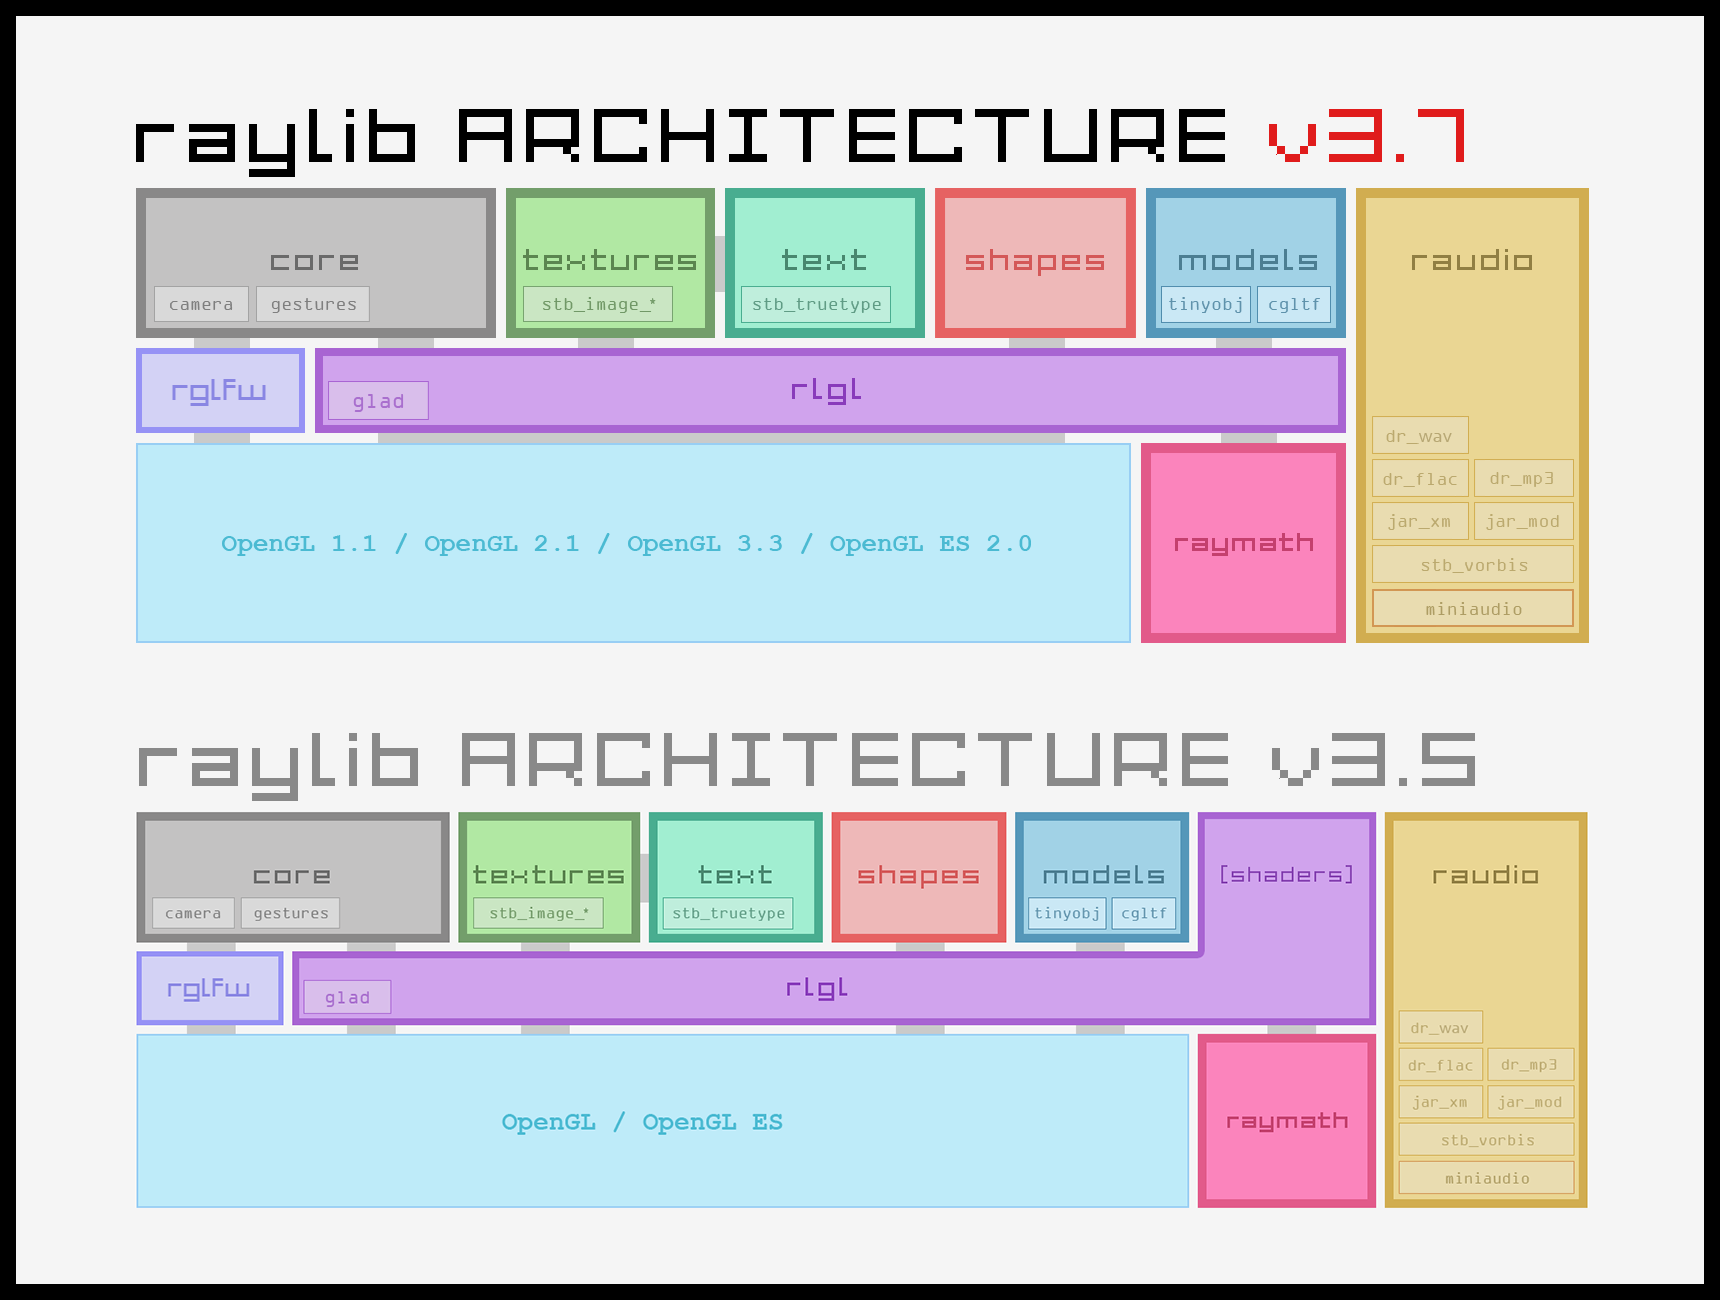 raylib ARCHITECTURE v3.7
core textures text shapes models raudio
camera gestures stb_image_* stb_truetype tinyobj cgltf
rglfw rlgl
glad
dr_wav
dr_flac dr_mp3
jar_xm jar_mod
OpenGL 1.1 / OpenGL 2.1 / OpenGL 3.3 / OpenGL ES 2.0 raymath
stb_vorbis
miniaudio
raylib ARCHITECTURE v3.5
core textures text shapes models [shaders] raudio
camera gestures stb_image_* stb_truetype tinyobj cgltf
rglfw rlgl
glad
dr_wav
dr_flac dr_mp3
jar_xm jar_mod
OpenGL / OpenGL ES raymath
stb_vorbis
miniaudio